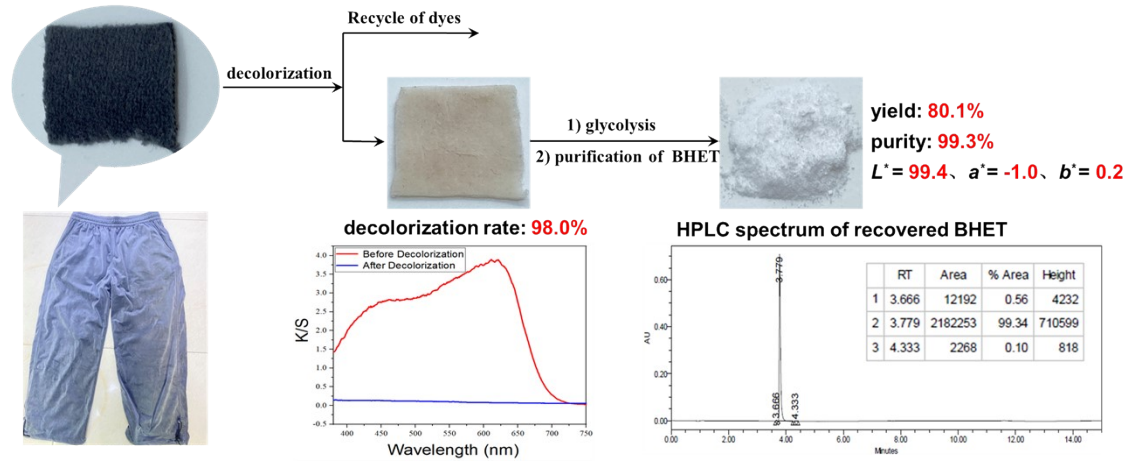 Recycle of dyes
decolorization
1) glycolysis
2) purification of BHET
yield: 80.1%
purity: 99.3%
L* = 99.4、a* = -1.0、b* = 0.2
decolorization rate: 98.0%
Before Decolorization
After Decolorization
4.0
3.5
3.0
2.5
2.0
1.5
1.0
0.5
0.0
-0.5
K/S
400 450 500 550 600 650 700 750
Wavelength (nm)
HPLC spectrum of recovered BHET
0.60
0.40
0.20
0.00
AU
3.779
3.666
4.333
RT Area % Area Height
1 3.666 12192 0.56 4232
2 3.779 2182253 99.34 710599
3 4.333 2268 0.10 818
0.00 2.00 4.00 6.00 8.00 10.00 12.00 14.00
Minutes